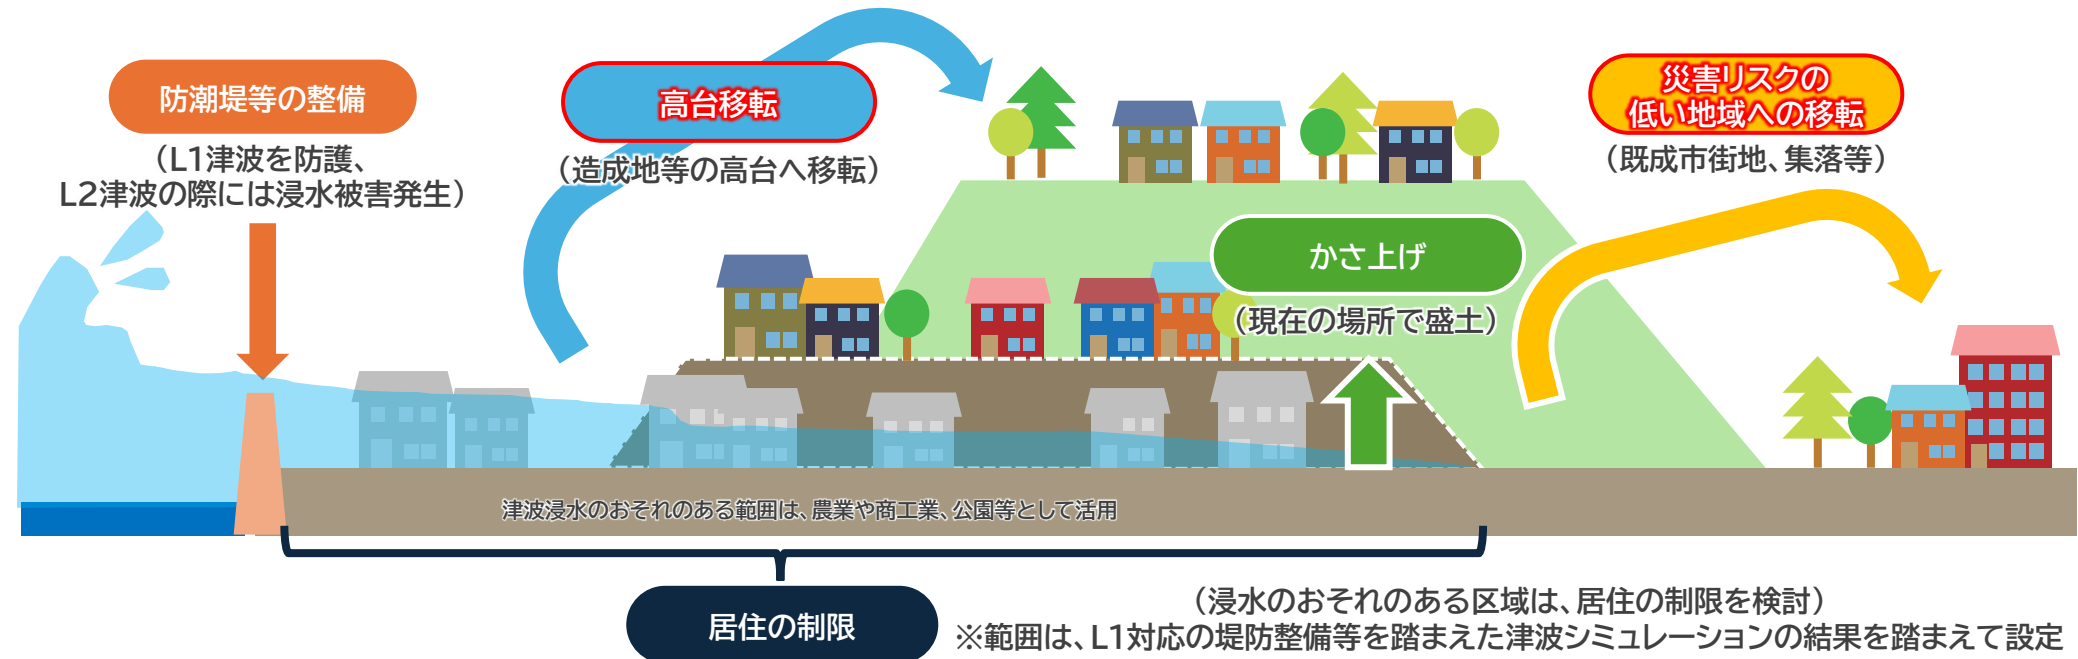 防潮堤等の整備
（L1津波を防護、
L2津波の際には浸水被害発生）
高台移転
（造成地等の高台へ移転）
災害リスクの
低い地域への移転
（既成市街地、集落等）
かさ上げ
（現在の場所で盛土）
津波浸水のおそれのある範囲は、農業や商工業、公園等として活用
居住の制限
（浸水のおそれのある区域は、居住の制限を検討）
※範囲は、L1対応の堤防整備等を踏まえた津波シミュレーションの結果を踏まえて設定